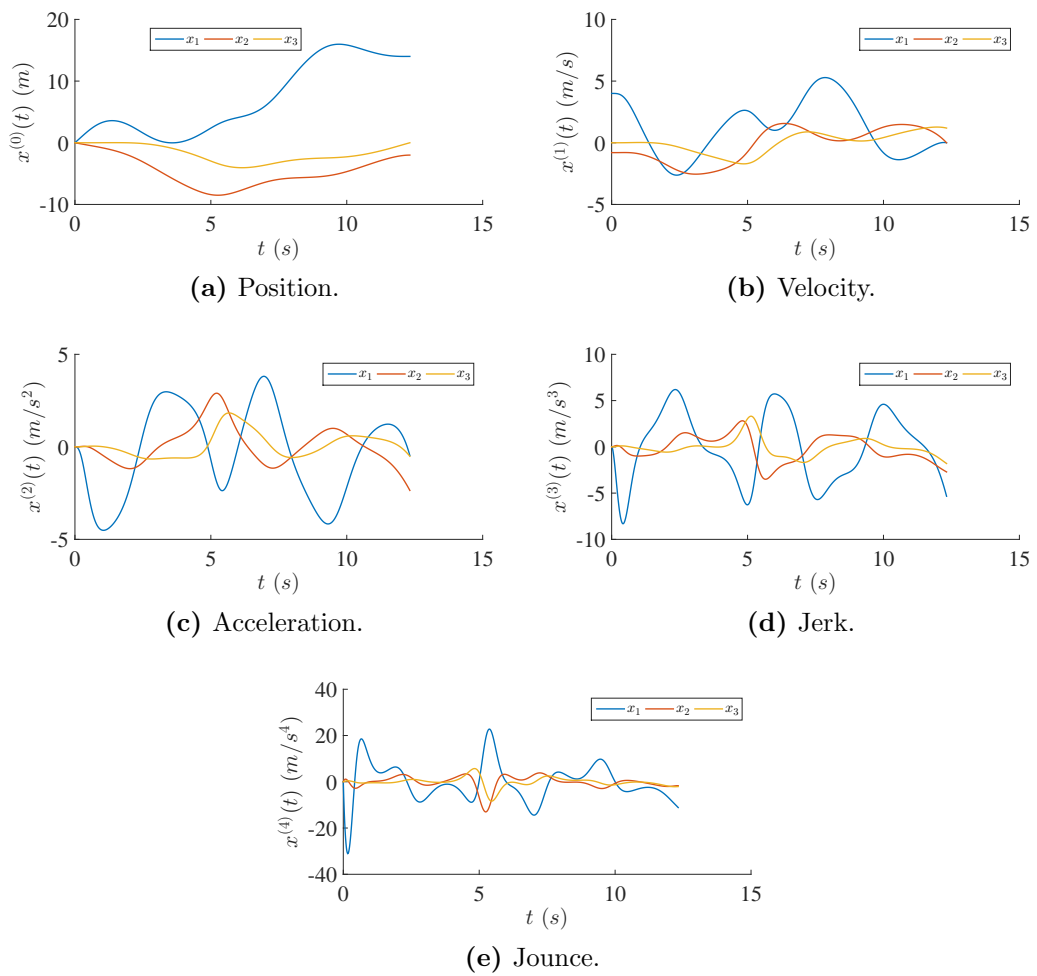 x₁ x₂ x₃
20
10
0
-10
x⁽⁰⁾(t) (m)
0 5 10 15
t (s)
(a) Position.
x₁ x₂ x₃
10
5
0
-5
x⁽¹⁾(t) (m/s)
0 5 10 15
t (s)
(b) Velocity.
x₁ x₂ x₃
5
0
-5
x⁽²⁾(t) (m/s²)
0 5 10 15
t (s)
(c) Acceleration.
x₁ x₂ x₃
10
5
0
-5
-10
x⁽³⁾(t) (m/s³)
0 5 10 15
t (s)
(d) Jerk.
x₁ x₂ x₃
40
20
0
-20
-40
x⁽⁴⁾(t) (m/s⁴)
0 5 10 15
t (s)
(e) Jounce.